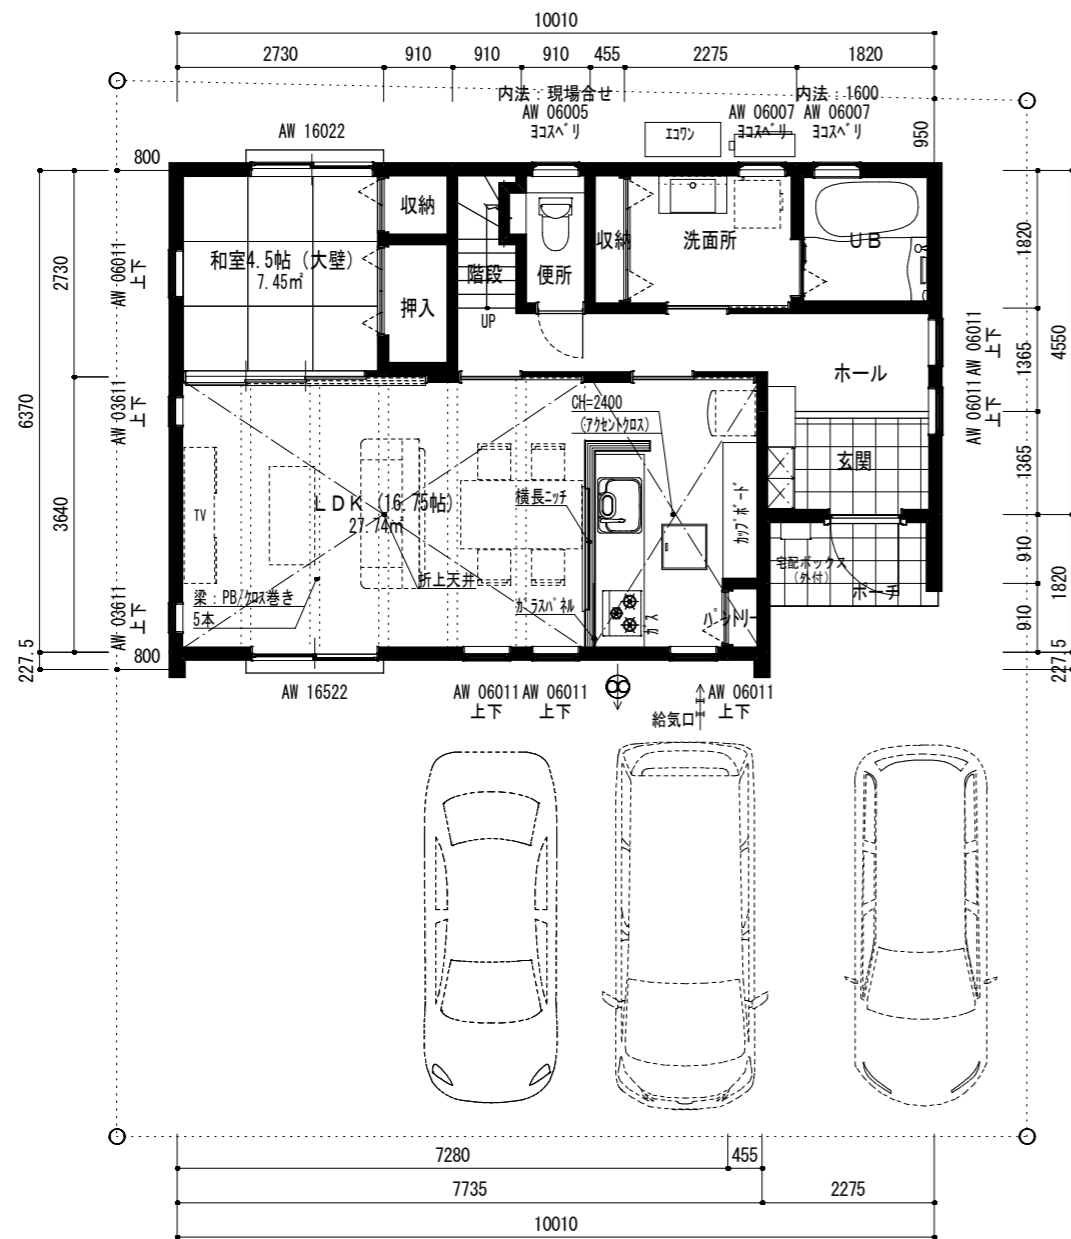 10010
2730 910 910 910 455 2275 1820
内法：現場合せ 内法：1600
AW 06005 AW 06007 AW 06007
ﾖｺｽﾍﾞﾘ ﾖｺｽﾍﾞﾘ ﾖｺｽﾍﾞﾘ
AW 16022
ｴｺﾜﾝ
950
800
収納
和室4.5帖（大壁）
7.45㎡
押入
階段
UP
便所
収納
洗面所
UB
ホール
玄関
宅配ボックス
（外付）
ポーチ
CH=2400
(ｱｸｾﾝﾄｸﾛｽ)
LDK（16.75帖）
27.74㎡
TV
横長ﾆｯﾁ
折上天井
ｶﾞﾗｽﾊﾟﾈﾙ
梁：PB/ｸﾛｽ巻き
5本
ｶｯﾌﾟﾎﾞｰﾄﾞ
ガス
ﾊﾟﾝﾄﾘｰ
AW 06011
上下
AW 03611
上下
AW 03611
上下
2730
3640
6370
227.5
800
AW 16522
AW 06011 AW 06011 AW 06011
上下 上下 上下
給気口
AW 06011
上下
AW 06011
上下
1820
1365
1365
910
910
227.5
4550
1820
227.5
7280 455
7735 2275
10010